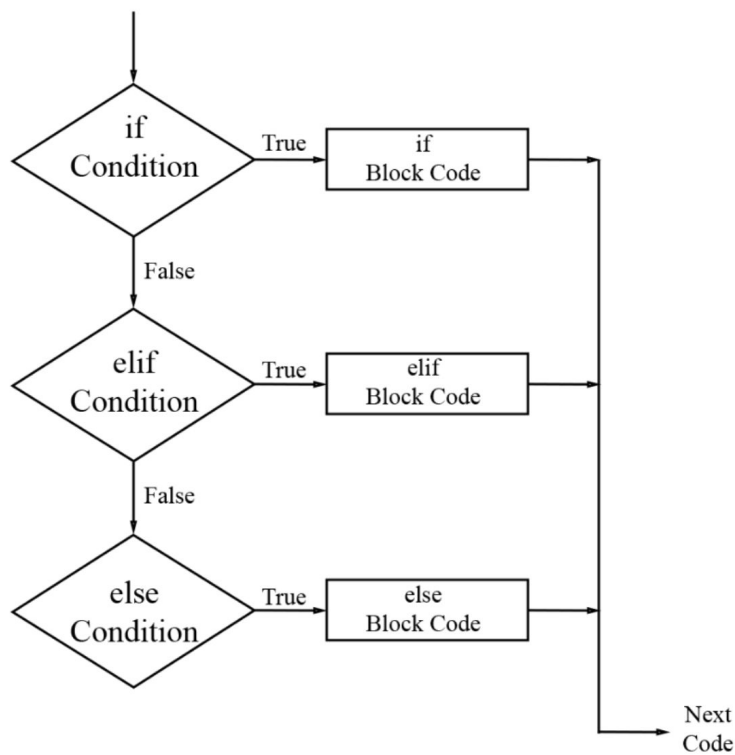 if
Condition
True
if
Block Code
False
elif
Condition
True
elif
Block Code
False
else
Condition
True
else
Block Code
Next
Code